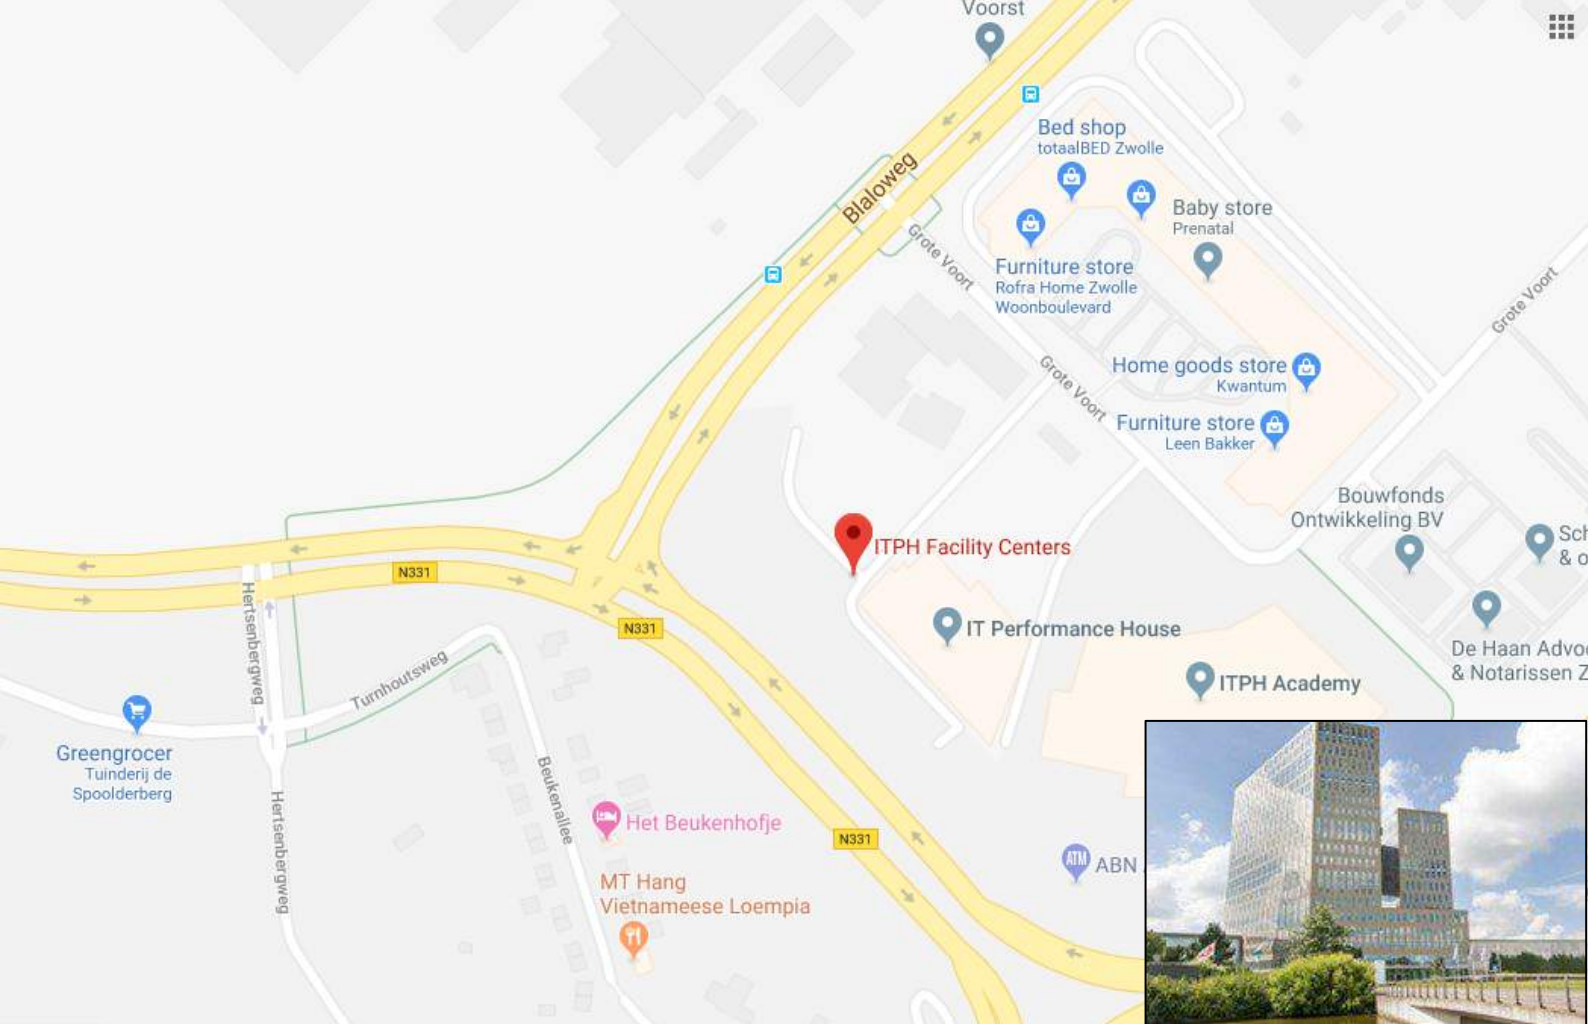 Voorst
Bed shop
totaalBED Zwolle
Blaloweg
Baby store
Prenatal
Grote Voort
Furniture store
Rofra Home Zwolle
Woonboulevard
Grote Voort
Grote Voort
Home goods store
Kwantum
Furniture store
Leen Bakker
Bouwfonds
Ontwikkeling BV
Sch
& o
ITPH Facility Centers
N331
Hertsenbergweg
N331
IT Performance House
De Haan Advo
& Notarissen Z
Turnhoutsweg
ITPH Academy
Greengrocer
Tuinderij de
Spoolderberg
Hertsenbergweg
Beukenallee
Het Beukenhofje
N331
ATM
ABN
MT Hang
Vietnameese Loempia